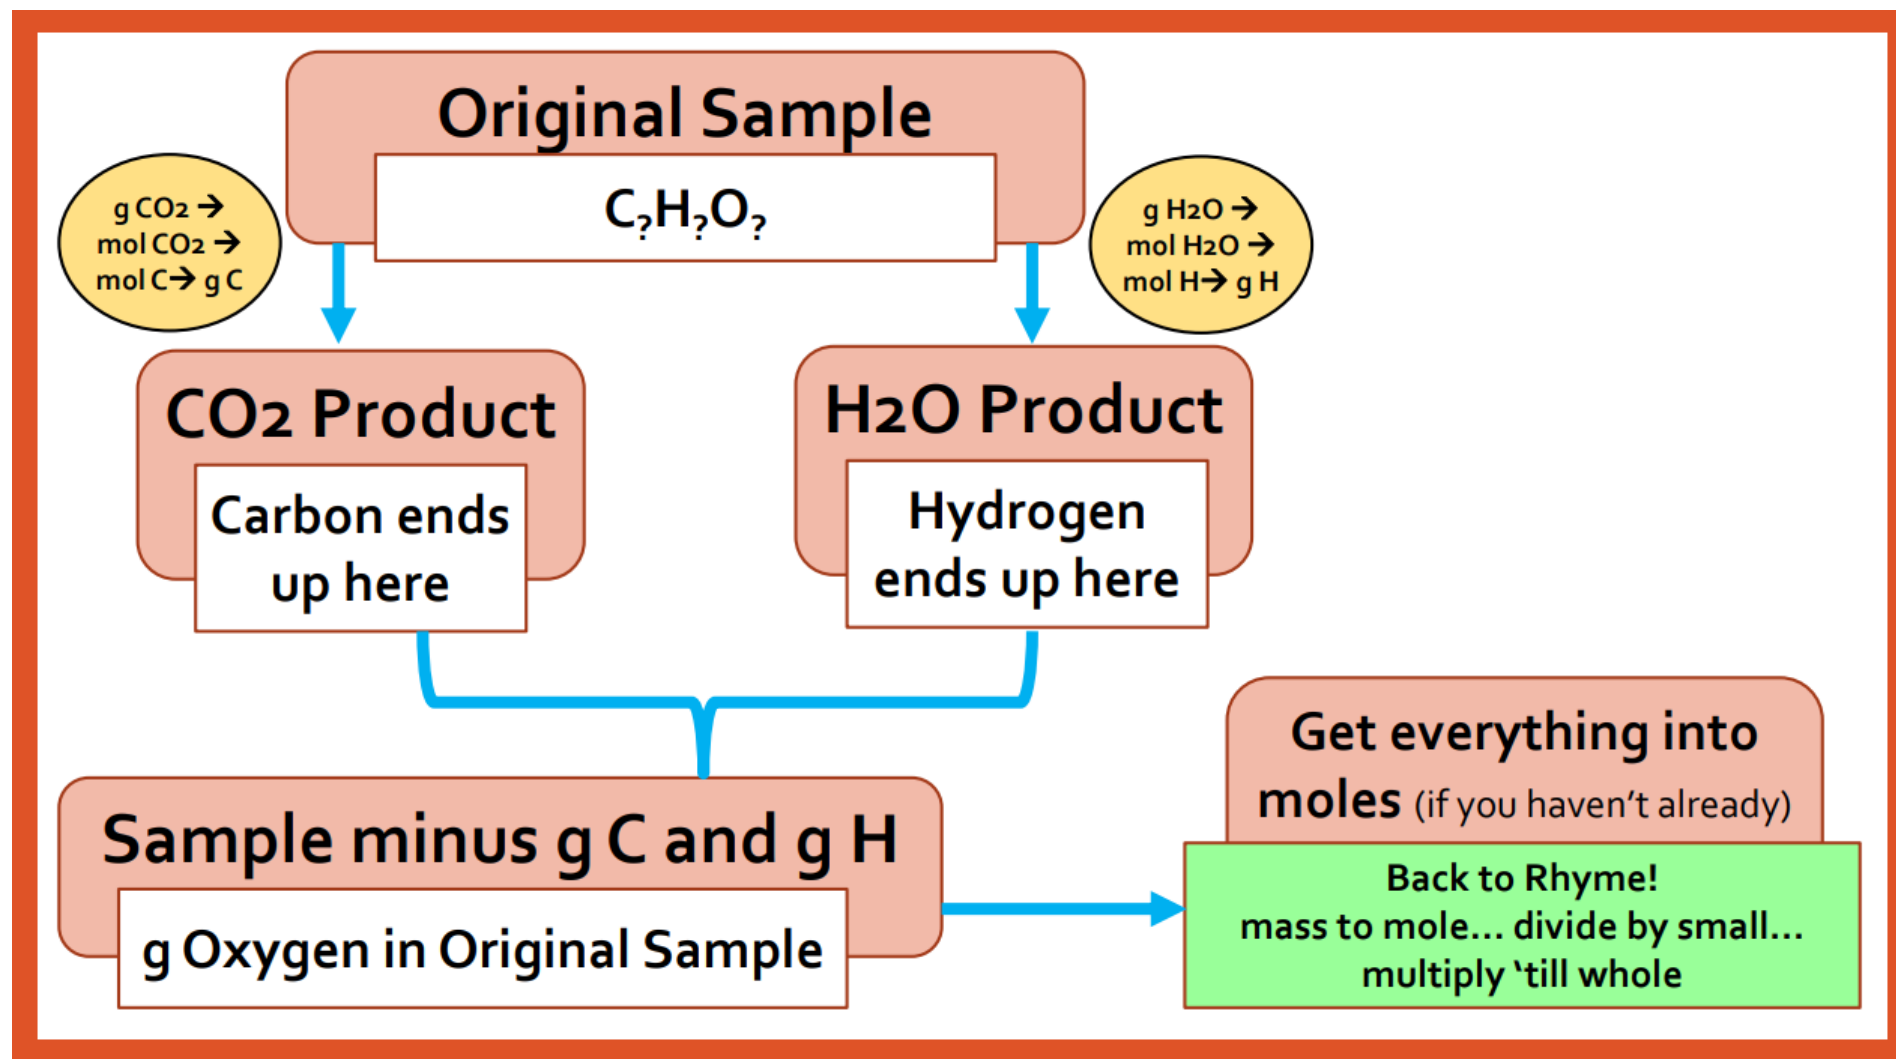 Original Sample
C?H?O?
g CO2 →
mol CO2 →
mol C→ g C
g H2O →
mol H2O →
mol H→ g H
CO2 Product
Carbon ends
up here
H2O Product
Hydrogen
ends up here
Sample minus g C and g H
g Oxygen in Original Sample
Get everything into
moles (if you haven’t already)
Back to Rhyme!
mass to mole... divide by small...
multiply ‘till whole